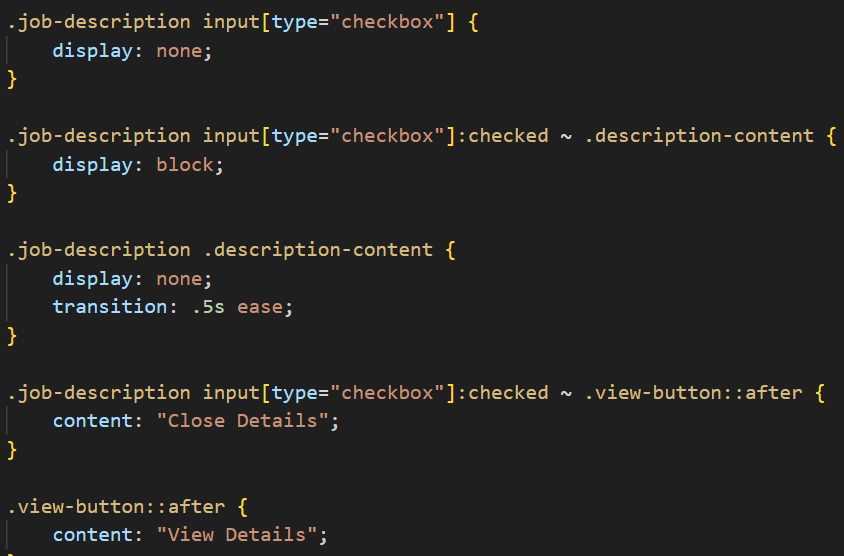 .job-description input[type="checkbox"] {
    display: none;
}
.job-description input[type="checkbox"]:checked ~ .description-content {
    display: block;
}
.job-description .description-content {
    display: none;
    transition: .5s ease;
}
.job-description input[type="checkbox"]:checked ~ .view-button::after {
    content: "Close Details";
}
.view-button::after {
    content: "View Details";
}